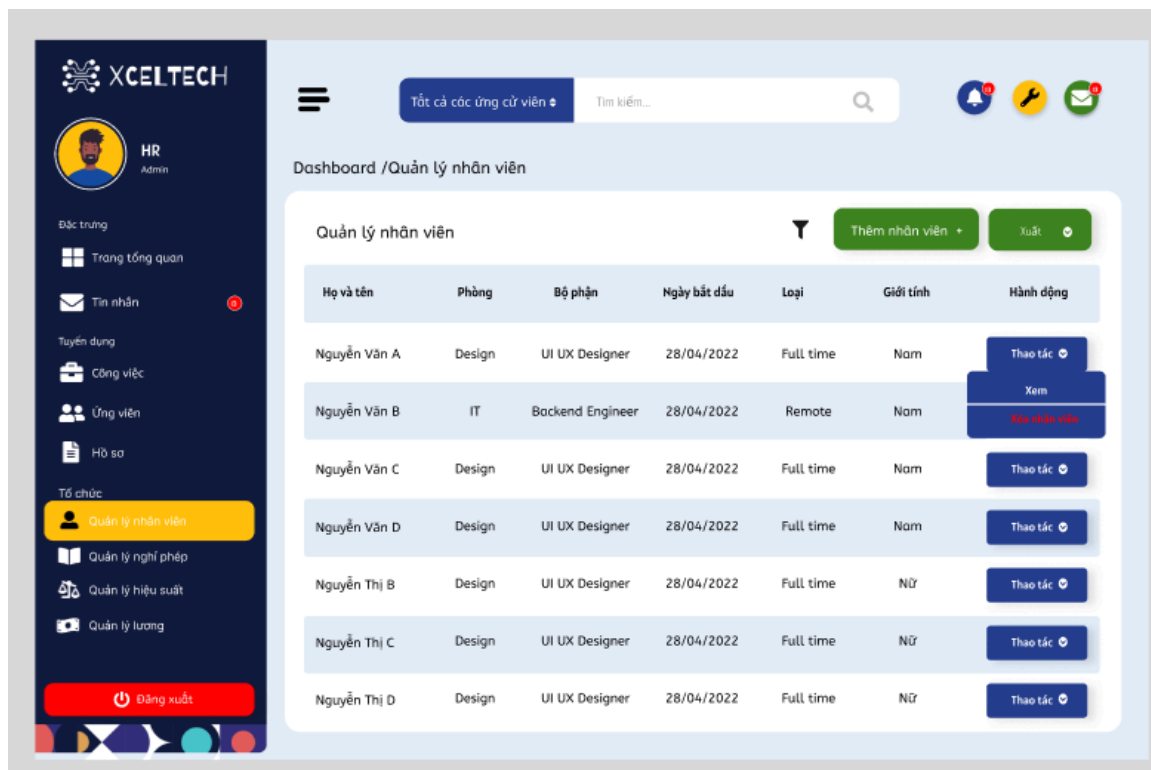 XCELTECH
HR
Admin
Đặc trưng
Trang tổng quan
Tin nhắn
Tuyển dụng
Công việc
Ứng viên
Hồ sơ
Tổ chức
Quản lý nhân viên
Quản lý nghỉ phép
Quản lý hiệu suất
Quản lý lương
Đăng xuất
Tất cả các ứng cử viên
Tìm kiếm...
Dashboard /Quản lý nhân viên
Quản lý nhân viên
Thêm nhân viên +
Xuất
Họ và tên Phòng Bộ phận Ngày bắt đầu Loại Giới tính Hành động
Nguyễn Văn A Design UI UX Designer 28/04/2022 Full time Nam Thao tác
Xem
Nguyễn Văn B IT Backend Engineer 28/04/2022 Remote Nam
Xóa nhân viên
Nguyễn Văn C Design UI UX Designer 28/04/2022 Full time Nam Thao tác
Nguyễn Văn D Design UI UX Designer 28/04/2022 Full time Nam Thao tác
Nguyễn Thị B Design UI UX Designer 28/04/2022 Full time Nữ Thao tác
Nguyễn Thị C Design UI UX Designer 28/04/2022 Full time Nữ Thao tác
Nguyễn Thị D Design UI UX Designer 28/04/2022 Full time Nữ Thao tác